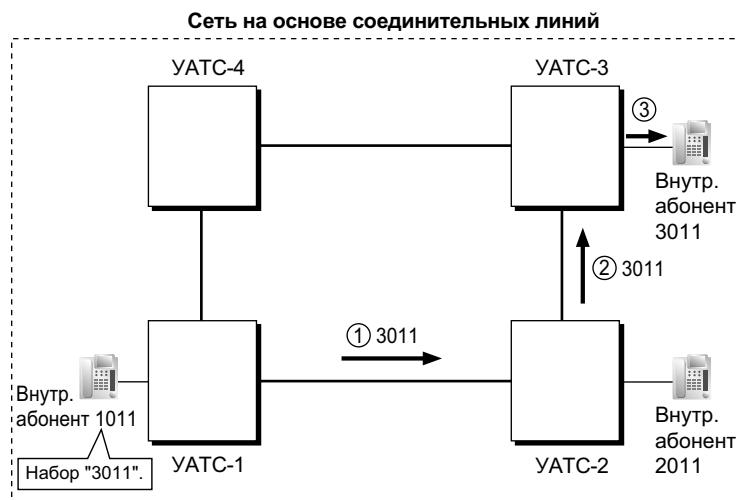 Сеть на основе соединительных линий
УАТС-4
УАТС-3
③
Внутр.
абонент
3011
② 3011
① 3011
Внутр.
абонент 1011
Набор "3011".
УАТС-1
УАТС-2
Внутр.
абонент
2011